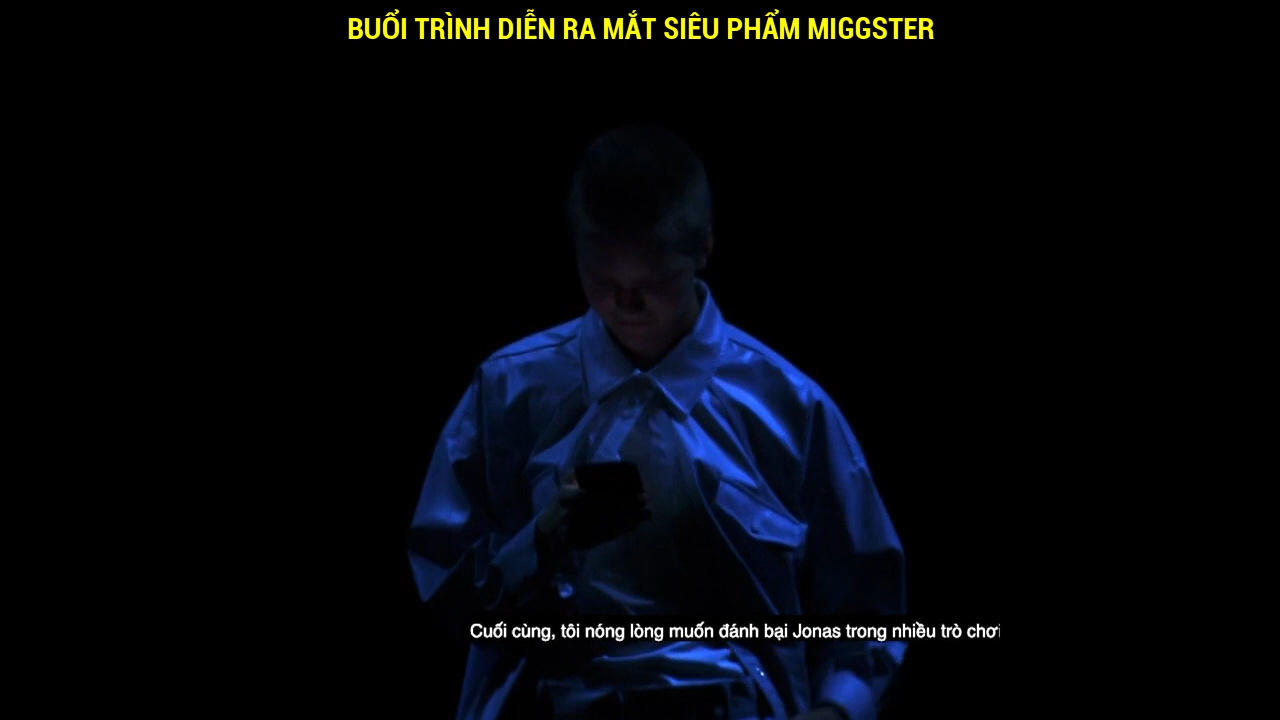 BUỔI TRÌNH DIỄN RA MẮT SIÊU PHẨM MIGGSTER
Cuối cùng, tôi nóng lòng muốn đánh bại Jonas trong nhiều trò chơi